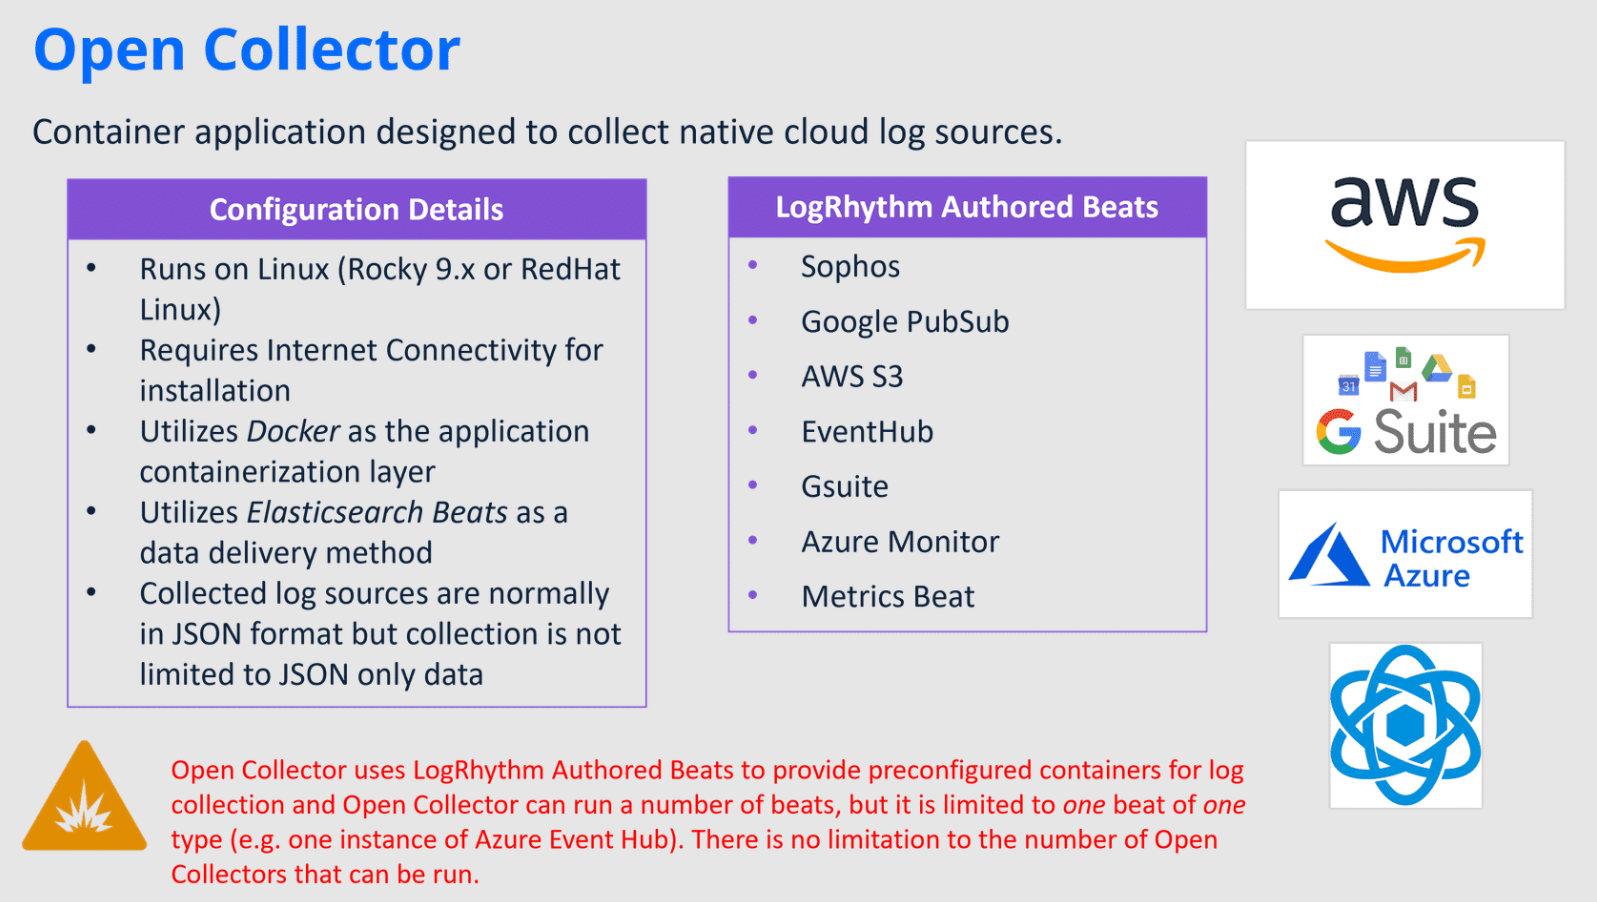 Open Collector
Container application designed to collect native cloud log sources.
Configuration Details
• Runs on Linux (Rocky 9.x or RedHat
Linux)
• Requires Internet Connectivity for
installation
• Utilizes Docker as the application
containerization layer
• Utilizes Elasticsearch Beats as a
data delivery method
• Collected log sources are normally
in JSON format but collection is not
limited to JSON only data
LogRhythm Authored Beats
• Sophos
• Google PubSub
• AWS S3
• EventHub
• Gsuite
• Azure Monitor
• Metrics Beat
aws
31
G Suite
Microsoft
Azure
Open Collector uses LogRhythm Authored Beats to provide preconfigured containers for log
collection and Open Collector can run a number of beats, but it is limited to one beat of one
type (e.g. one instance of Azure Event Hub). There is no limitation to the number of Open
Collectors that can be run.